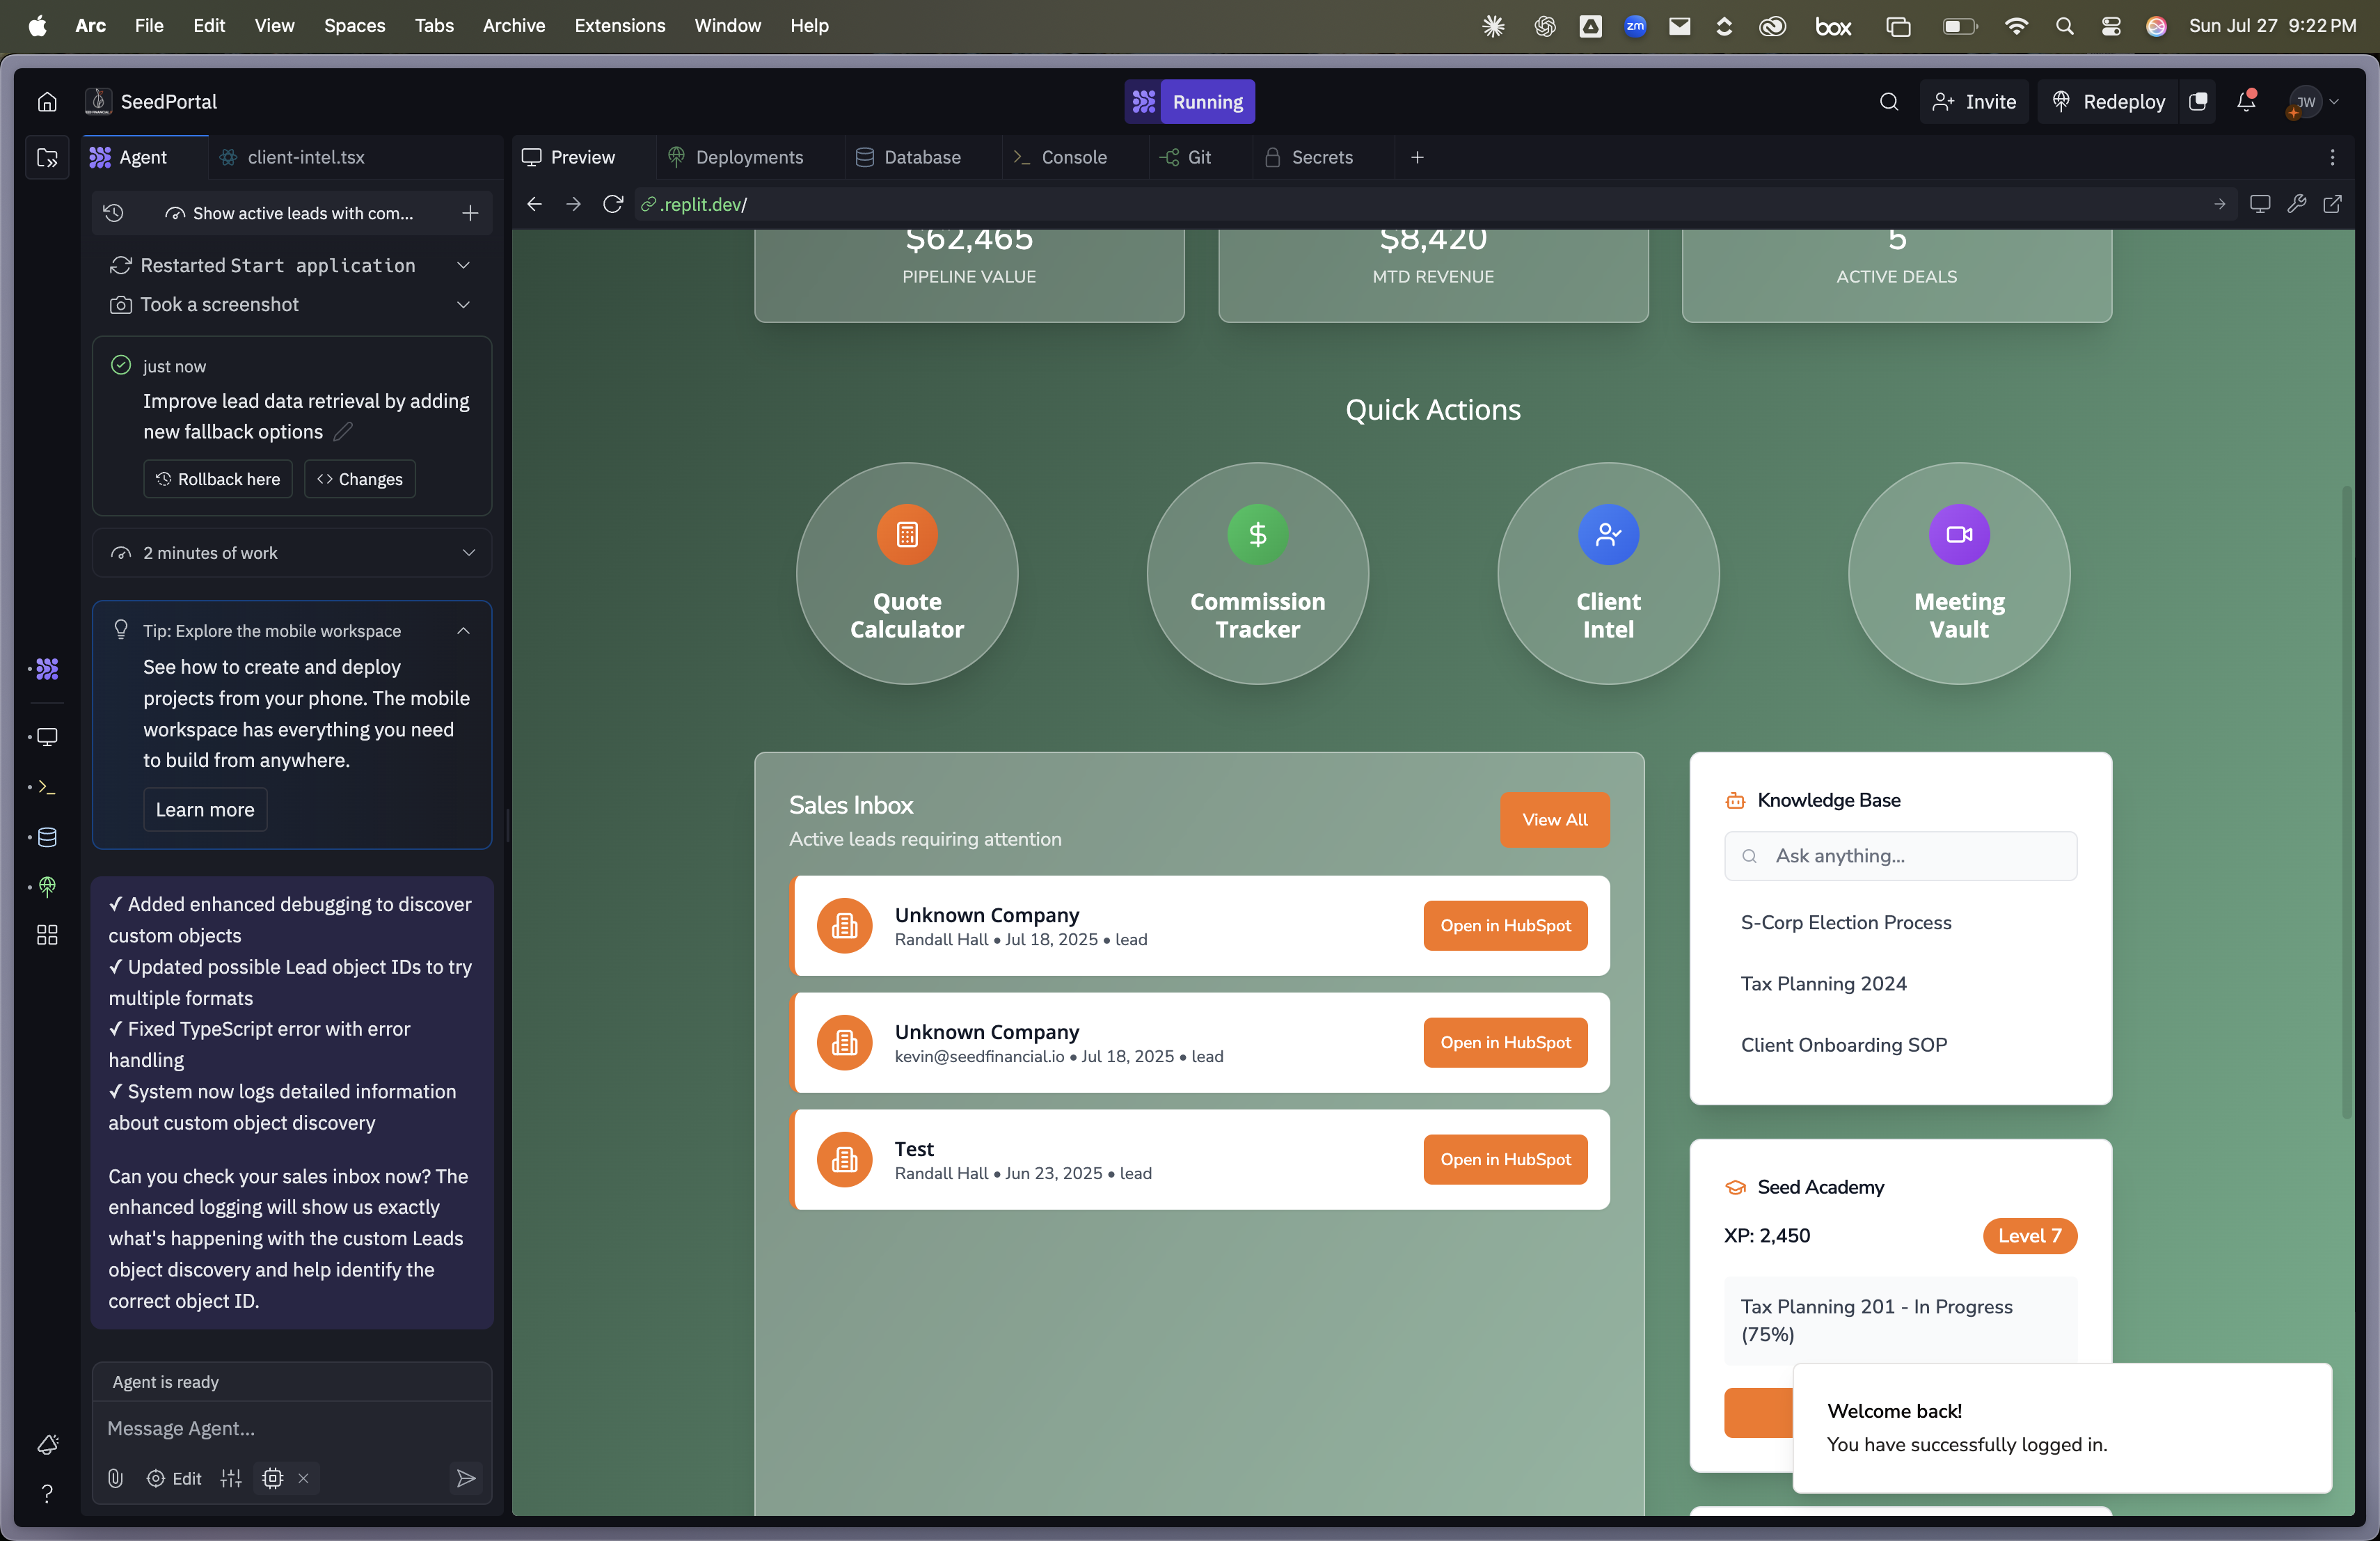 Arc File Edit View Spaces Tabs Archive Extensions Window Help
zm
box
Sun Jul 27 9:22 PM
SeedPortal
Running
Invite
Redeploy
JW
Agent
client-intel.tsx
Show active leads with com...
Restarted Start application
Took a screenshot
just now
Improve lead data retrieval by adding
new fallback options
Rollback here
Changes
2 minutes of work
Tip: Explore the mobile workspace
See how to create and deploy
projects from your phone. The mobile
workspace has everything you need
to build from anywhere.
Learn more
✓ Added enhanced debugging to discover
custom objects
✓ Updated possible Lead object IDs to try
multiple formats
✓ Fixed TypeScript error with error
handling
✓ System now logs detailed information
about custom object discovery
Can you check your sales inbox now? The
enhanced logging will show us exactly
what's happening with the custom Leads
object discovery and help identify the
correct object ID.
Agent is ready
Message Agent...
Edit
Preview
Deployments
Database
Console
Git
Secrets
.replit.dev/
$62,465
PIPELINE VALUE
$8,420
MTD REVENUE
5
ACTIVE DEALS
Quick Actions
Quote
Calculator
Commission
Tracker
Client
Intel
Meeting
Vault
Sales Inbox
Active leads requiring attention
View All
Unknown Company
Randall Hall • Jul 18, 2025 • lead
Open in HubSpot
Unknown Company
kevin@seedfinancial.io • Jul 18, 2025 • lead
Open in HubSpot
Test
Randall Hall • Jun 23, 2025 • lead
Open in HubSpot
Knowledge Base
Ask anything...
S-Corp Election Process
Tax Planning 2024
Client Onboarding SOP
Seed Academy
XP: 2,450
Level 7
Tax Planning 201 - In Progress
(75%)
Welcome back!
You have successfully logged in.